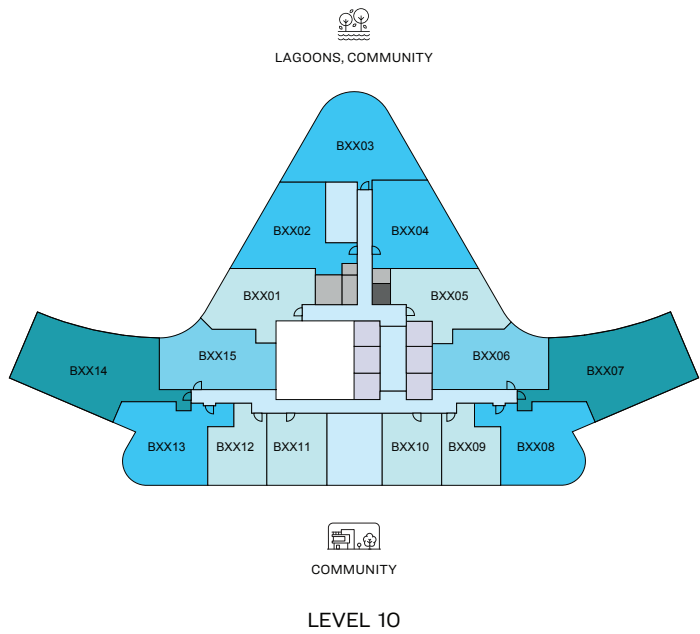 LAGOONS, COMMUNITY
BXX03
BXX02
BXX04
BXX01
BXX05
BXX15
BXX06
BXX14
BXX07
BXX13
BXX12
BXX11
BXX10
BXX09
BXX08
COMMUNITY
LEVEL 10